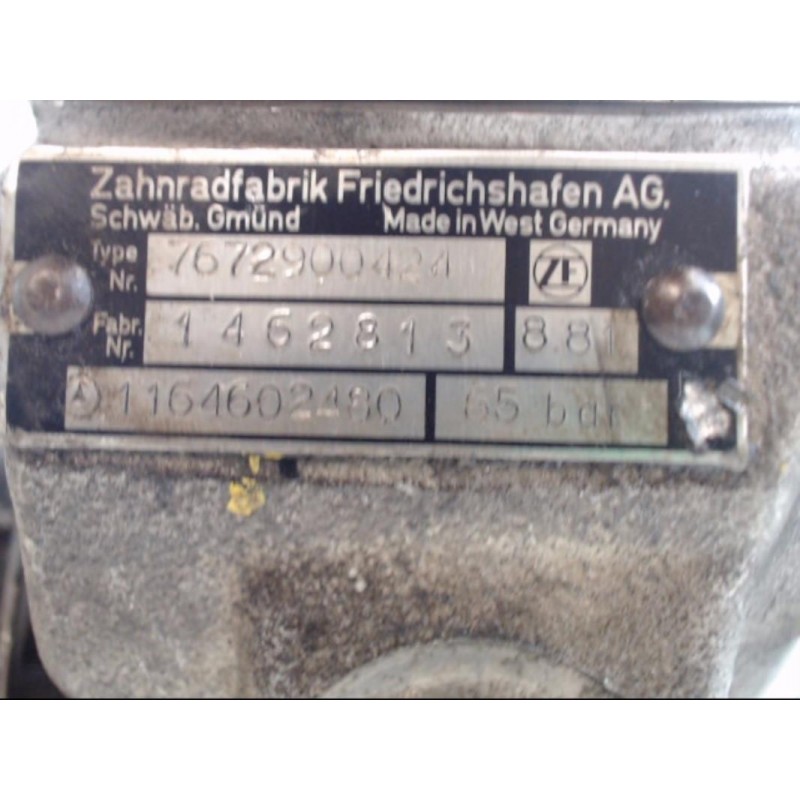 Zahnradfabrik Friedrichshafen AG.
Schwäb. Gmünd Made in West Germany
Type Nr. 7672900424 ZF
Fabr. Nr. 1462813 8.81
1164602480 65 bar